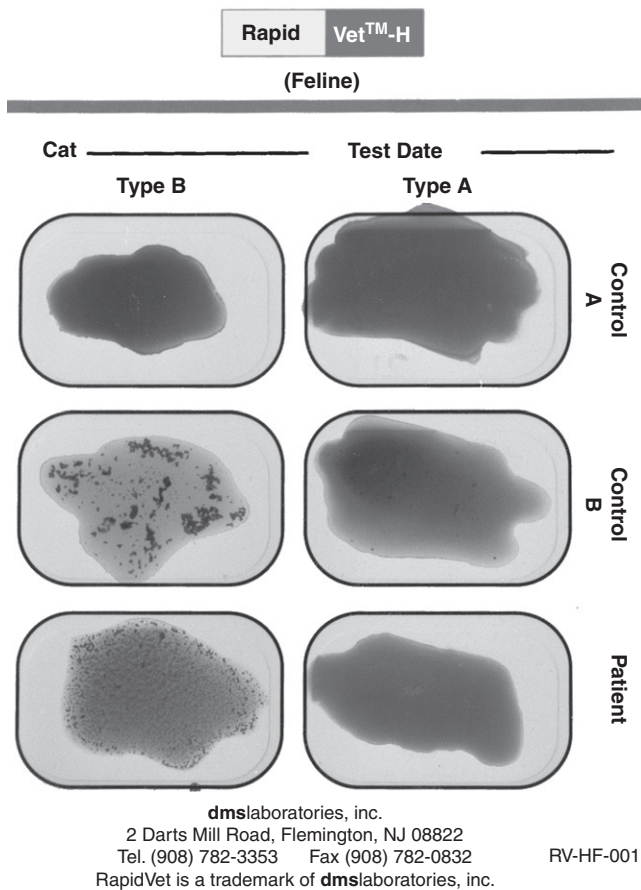 Rapid Vet™-H
(Feline)
Cat Test Date
Type B Type A
Control A
Control B
Patient
dmslaboratories, inc.
2 Darts Mill Road, Flemington, NJ 08822
Tel. (908) 782-3353 Fax (908) 782-0832 RV-HF-001
RapidVet is a trademark of dmslaboratories, inc.